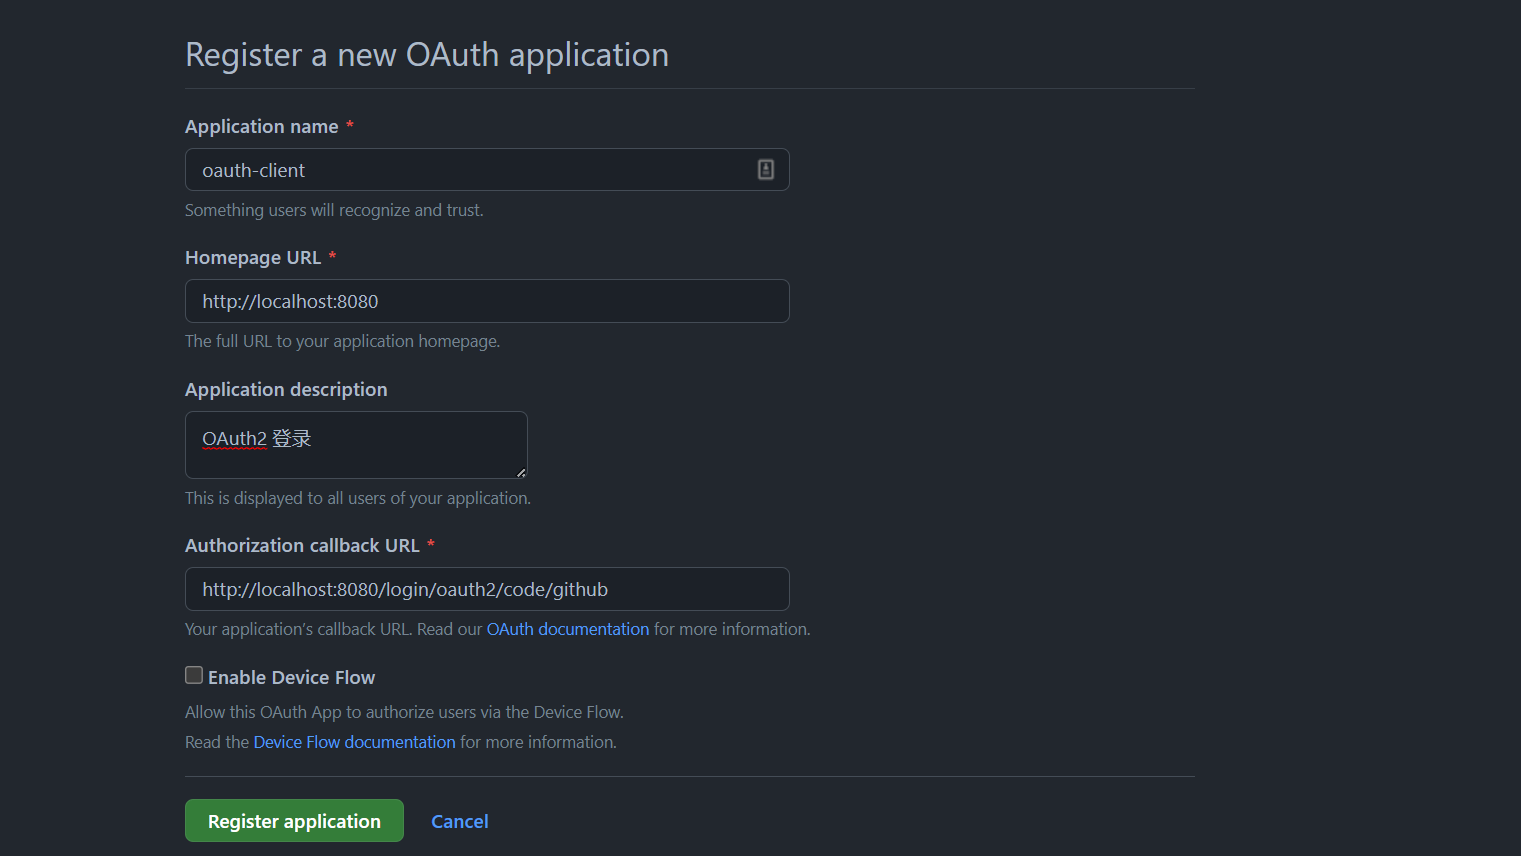 Register a new OAuth application
Application name *
oauth-client
Something users will recognize and trust.
Homepage URL *
http://localhost:8080
The full URL to your application homepage.
Application description
OAuth2 登录
This is displayed to all users of your application.
Authorization callback URL *
http://localhost:8080/login/oauth2/code/github
Your application’s callback URL. Read our OAuth documentation for more information.
Enable Device Flow
Allow this OAuth App to authorize users via the Device Flow.
Read the Device Flow documentation for more information.
Register application Cancel